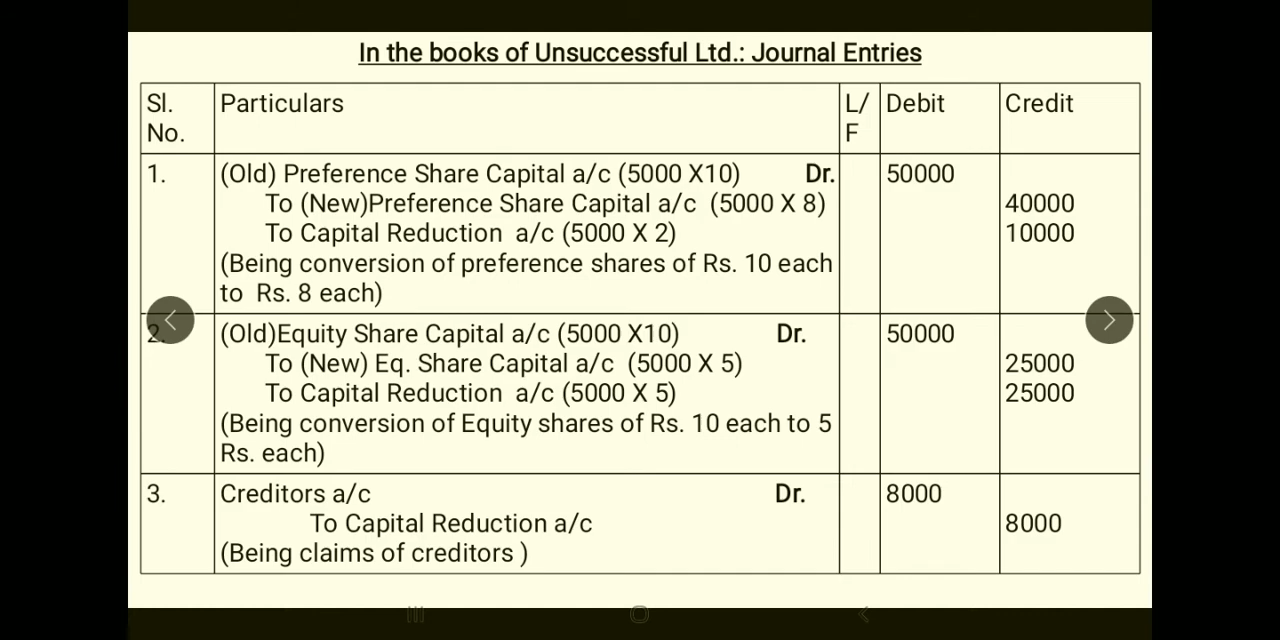 In the books of Unsuccessful Ltd.: Journal Entries
Sl. No. Particulars L/F Debit Credit
1. (Old) Preference Share Capital a/c (5000 X10) Dr. 50000
To (New)Preference Share Capital a/c (5000 X 8) 40000
To Capital Reduction a/c (5000 X 2) 10000
(Being conversion of preference shares of Rs. 10 each
to Rs. 8 each)
2. (Old)Equity Share Capital a/c (5000 X10) Dr. 50000
To (New) Eq. Share Capital a/c (5000 X 5) 25000
To Capital Reduction a/c (5000 X 5) 25000
(Being conversion of Equity shares of Rs. 10 each to 5
Rs. each)
3. Creditors a/c Dr. 8000
To Capital Reduction a/c 8000
(Being claims of creditors )